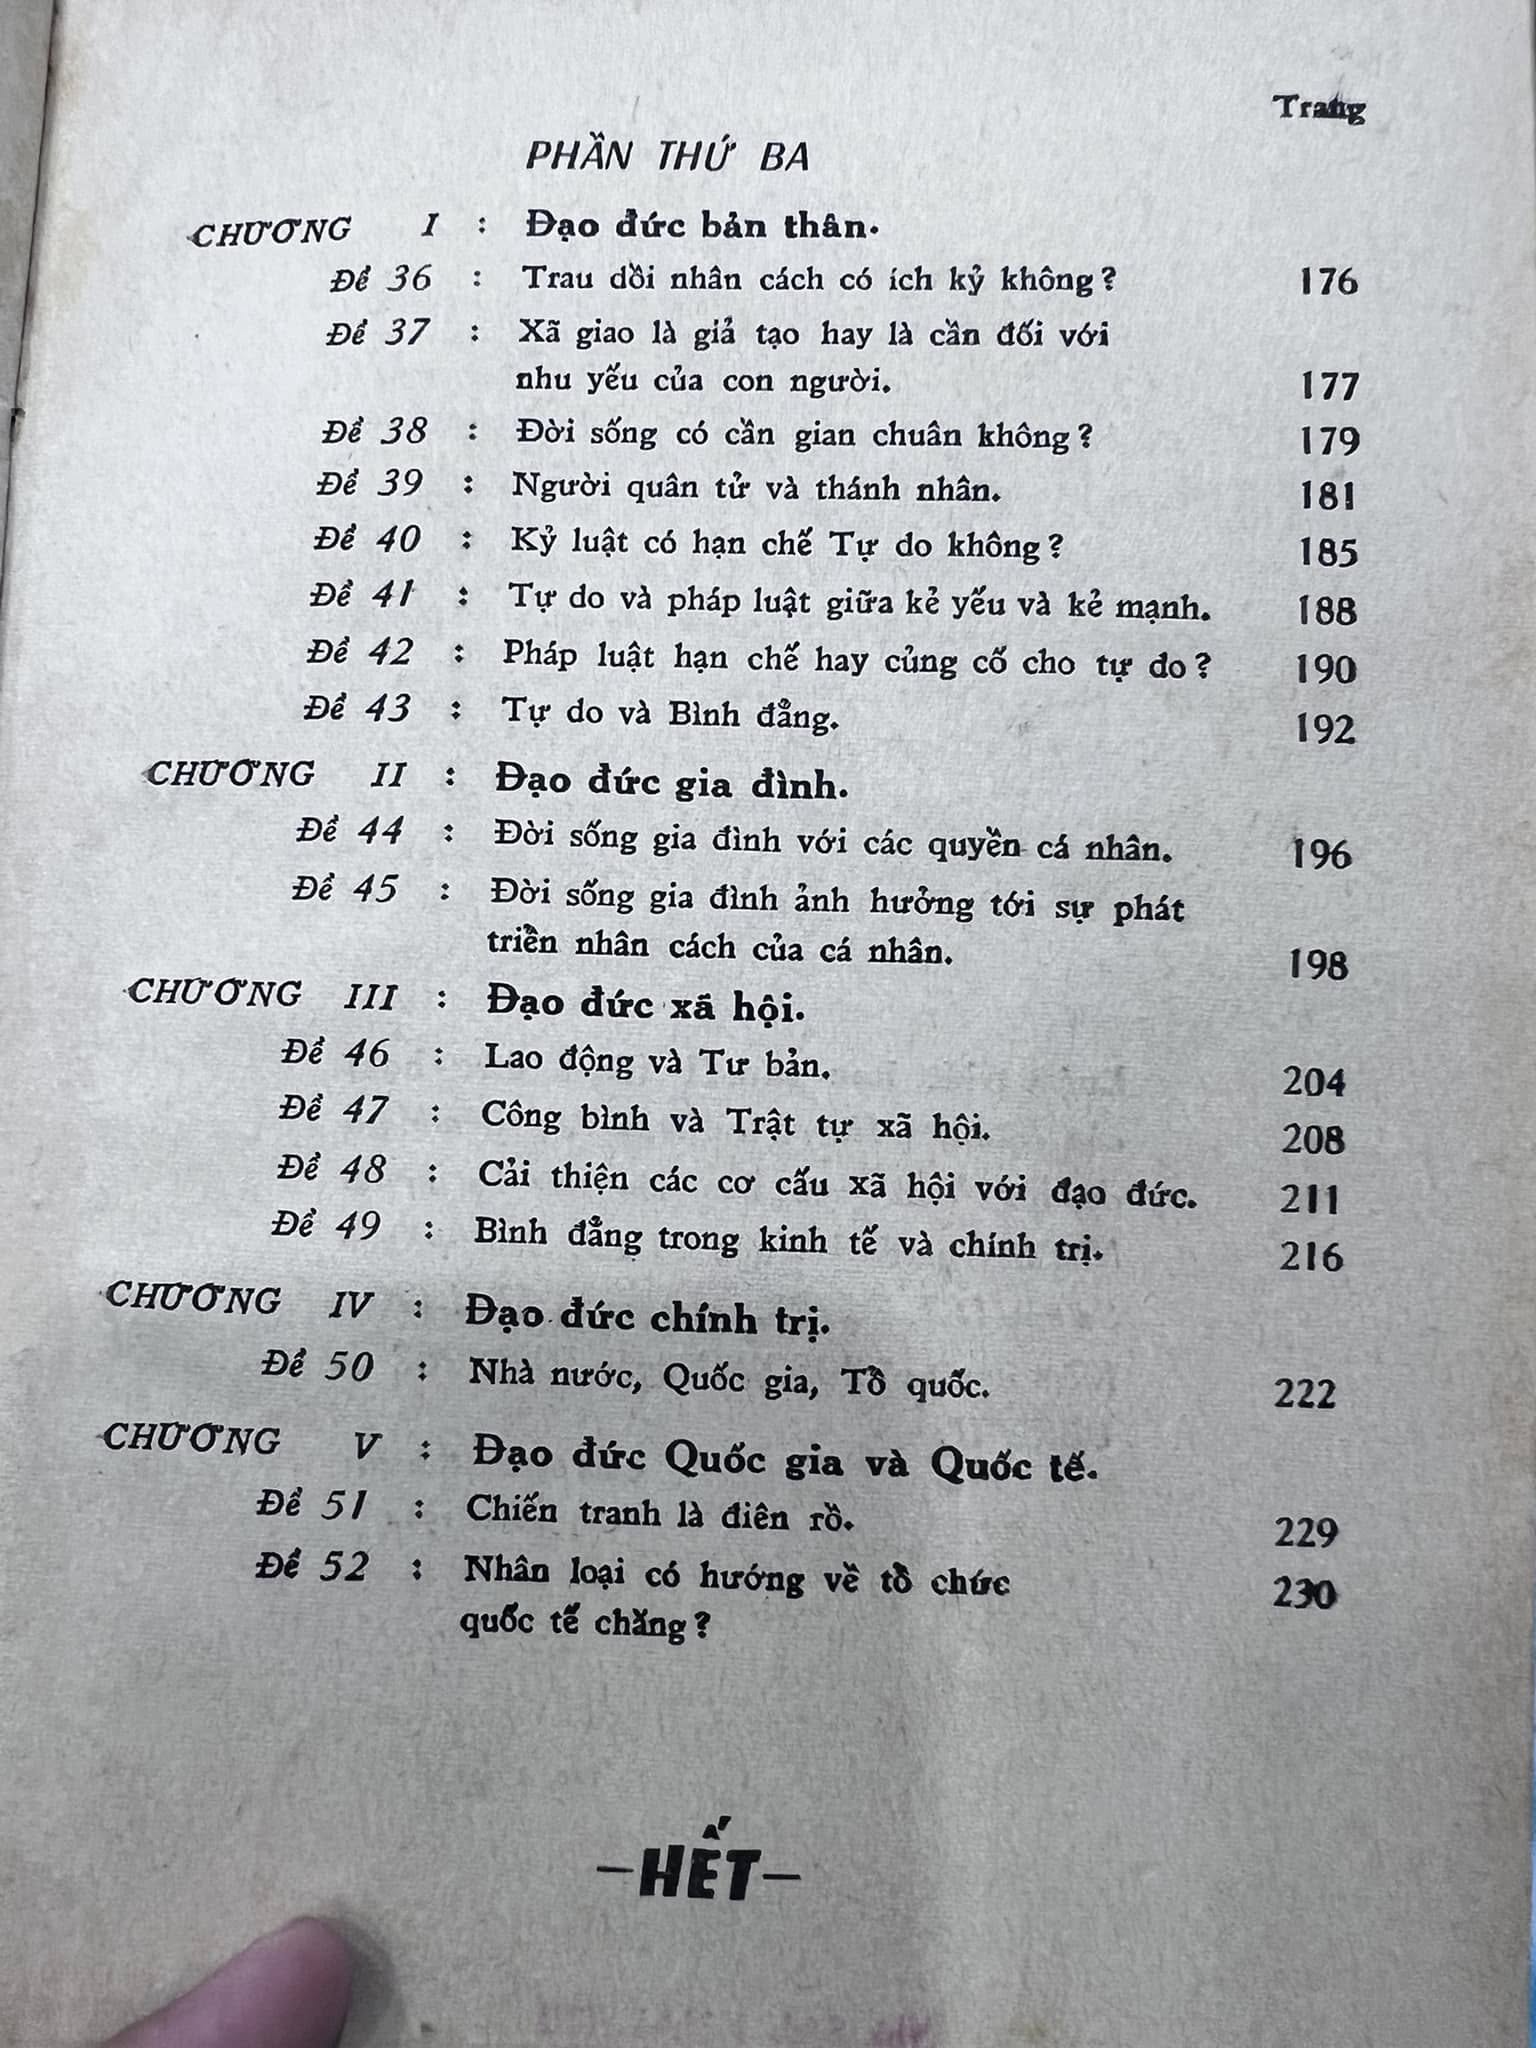 Trang
PHẦN THỨ BA
CHƯƠNG I : Đạo đức bản thân.
Đề 36 : Trau dồi nhân cách có ích kỷ không? 176
Đề 37 : Xã giao là giả tạo hay là cần đối với
nhu yếu của con người. 177
Đề 38 : Đời sống có cần gian chuân không? 179
Đề 39 : Người quân tử và thánh nhân. 181
Đề 40 : Kỷ luật có hạn chế Tự do không? 185
Đề 41 : Tự do và pháp luật giữa kẻ yếu và kẻ mạnh. 188
Đề 42 : Pháp luật hạn chế hay củng cố cho tự do? 190
Đề 43 : Tự do và Bình đẳng. 192
CHƯƠNG II : Đạo đức gia đình.
Đề 44 : Đời sống gia đình với các quyền cá nhân. 196
Đề 45 : Đời sống gia đình ảnh hưởng tới sự phát
triển nhân cách của cá nhân. 198
CHƯƠNG III : Đạo đức xã hội.
Đề 46 : Lao động và Tư bản. 204
Đề 47 : Công bình và Trật tự xã hội. 208
Đề 48 : Cải thiện các cơ cấu xã hội với đạo đức. 211
Đề 49 : Bình đẳng trong kinh tế và chính trị. 216
CHƯƠNG IV : Đạo đức chính trị.
Đề 50 : Nhà nước, Quốc gia, Tổ quốc. 222
CHƯƠNG V : Đạo đức Quốc gia và Quốc tế.
Đề 51 : Chiến tranh là điên rồ. 229
Đề 52 : Nhân loại có hướng về tổ chức 230
quốc tế chăng?
-HẾT-